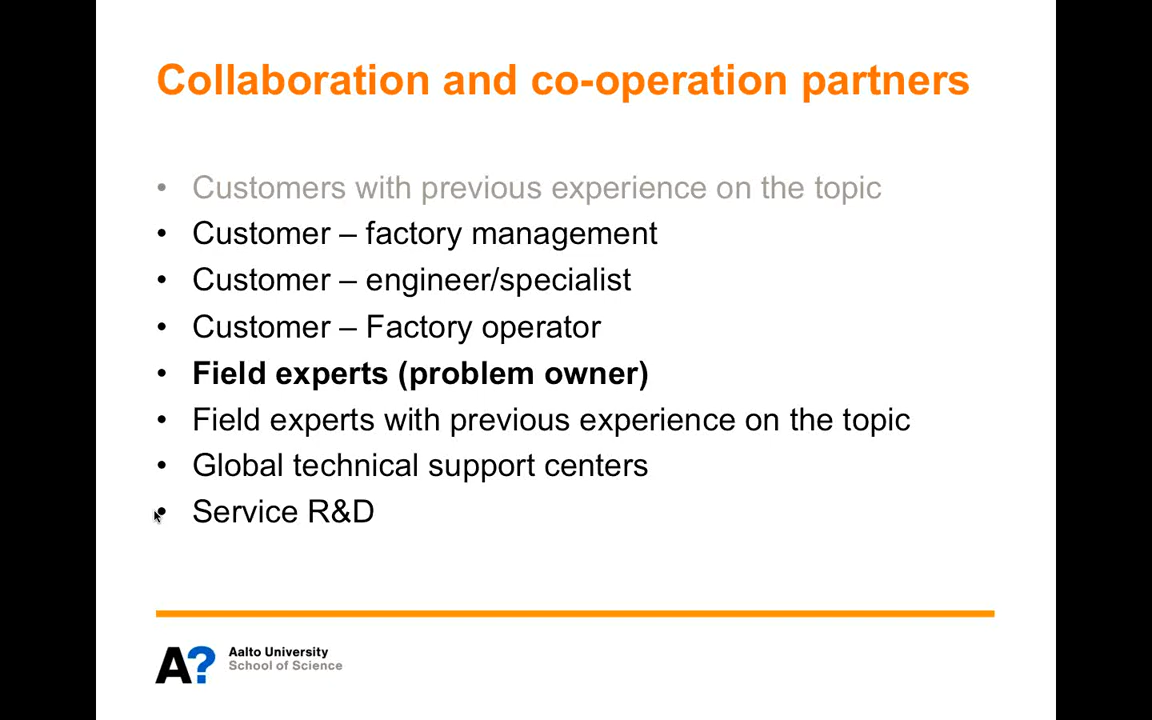 Collaboration and co-operation partners
• Customers with previous experience on the topic
• Customer – factory management
• Customer – engineer/specialist
• Customer – Factory operator
• Field experts (problem owner)
• Field experts with previous experience on the topic
• Global technical support centers
• Service R&D
A?
Aalto University
School of Science